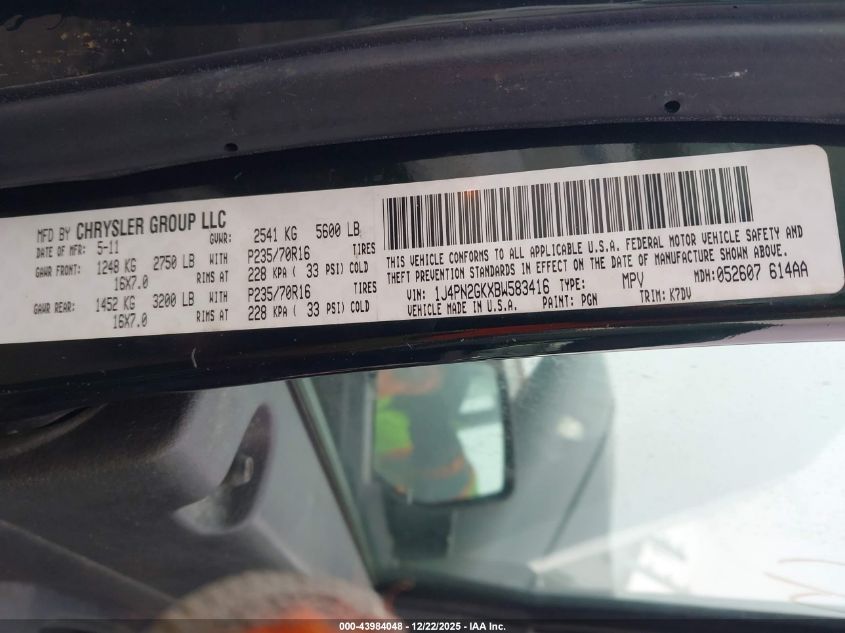 MFD BY CHRYSLER GROUP LLC
DATE OF MFR: 5-11 GVWR: 2541 KG 5600 LB
GAWR FRONT: 1248 KG 2750 LB WITH P235/70R16 TIRES
16X7.0 RIMS AT 228 KPA ( 33 PSI) COLD
GAWR REAR: 1452 KG 3200 LB WITH P235/70R16 TIRES
16X7.0 RIMS AT 228 KPA ( 33 PSI) COLD
THIS VEHICLE CONFORMS TO ALL APPLICABLE U.S.A. FEDERAL MOTOR VEHICLE SAFETY AND
THEFT PREVENTION STANDARDS IN EFFECT ON THE DATE OF MANUFACTURE SHOWN ABOVE.
VIN: 1J4PN2GKXBW583416 TYPE: MPV MDH: 052607 614AA
VEHICLE MADE IN U.S.A. PAINT: PGN TRIM: K7DV
000-43984048 - 12/22/2025 - IAA Inc.